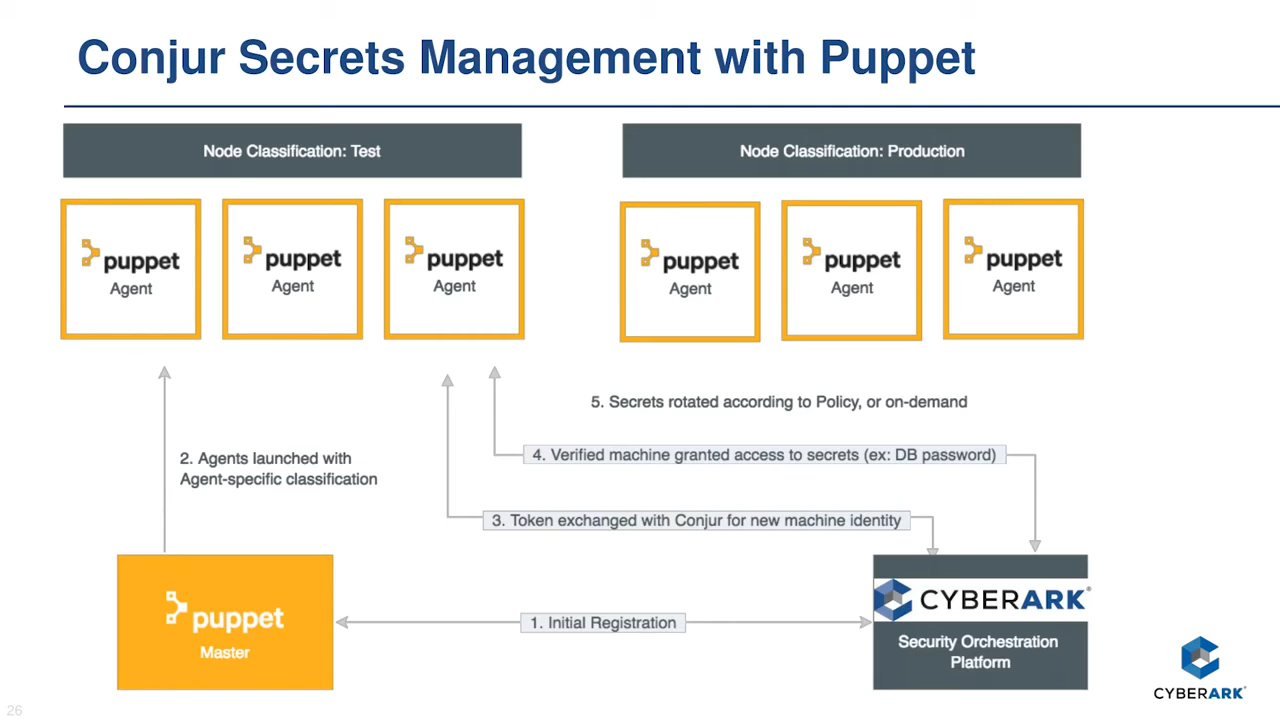 Conjur Secrets Management with Puppet
Node Classification: Test
Node Classification: Production
puppet
Agent
puppet
Agent
puppet
Agent
puppet
Agent
puppet
Agent
puppet
Agent
5. Secrets rotated according to Policy, or on-demand
4. Verified machine granted access to secrets (ex: DB password)
2. Agents launched with
Agent-specific classification
3. Token exchanged with Conjur for new machine identity
puppet
Master
1. Initial Registration
CYBERARK®
Security Orchestration
Platform
CYBERARK®
26